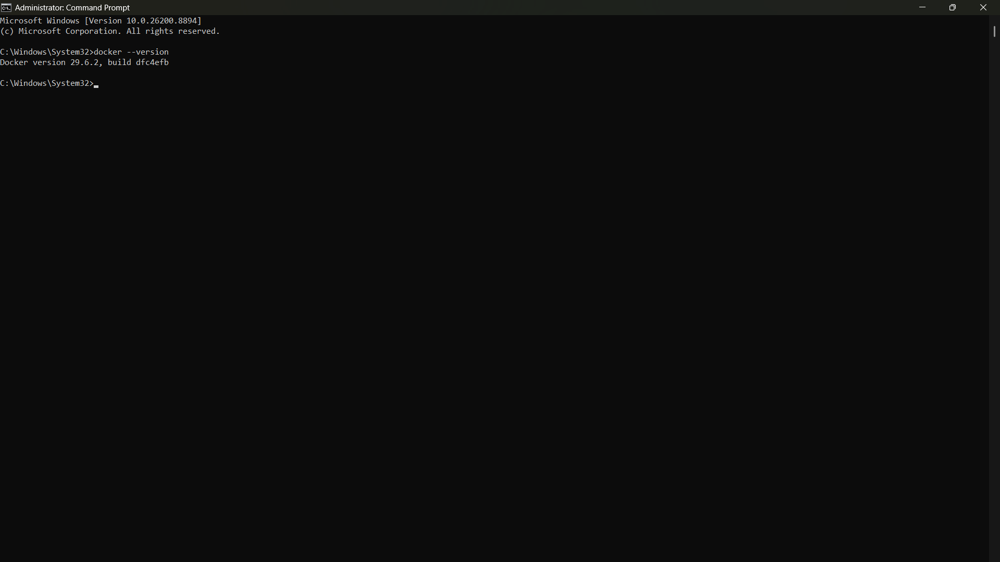 Administrator: Command Prompt
Microsoft Windows [Version 10.0.26200.8894]
(c) Microsoft Corporation. All rights reserved.
C:\Windows\System32>docker --version
Docker version 29.6.2, build dfc4efb
C:\Windows\System32>